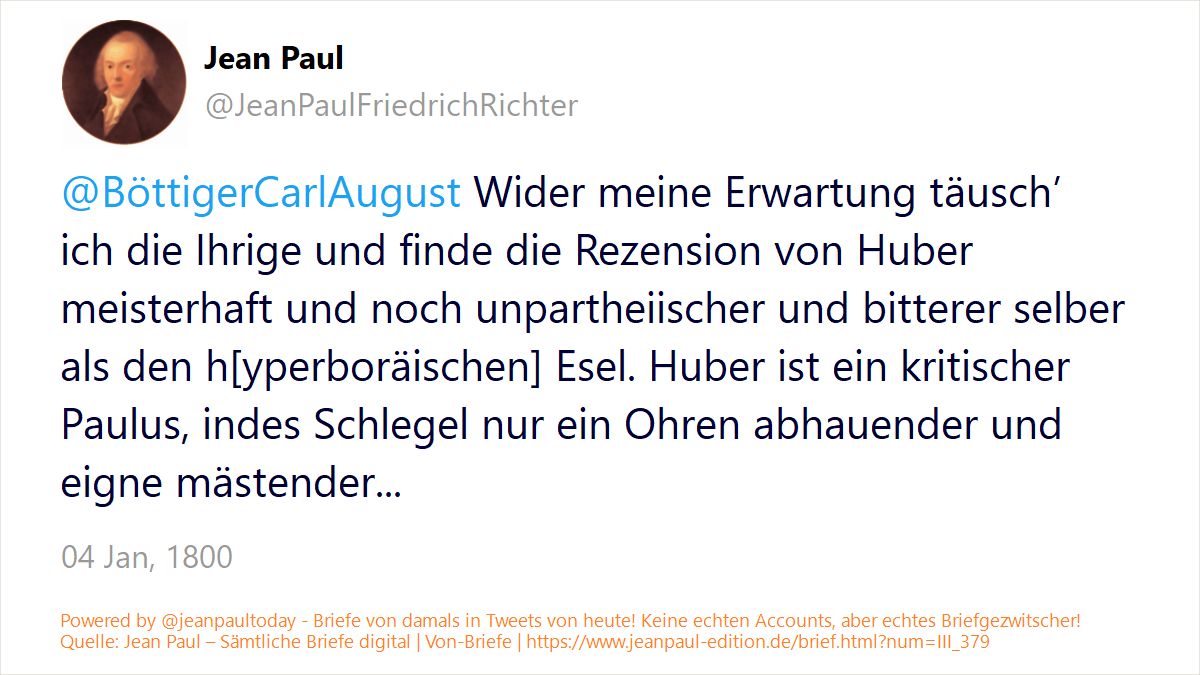 Jean Paul
@JeanPaulFriedrichRichter
@BöttigerCarlAugust Wider meine Erwartung täusch’
ich die Ihrige und finde die Rezension von Huber
meisterhaft und noch unpartheiischer und bitterer selber
als den h[yperboräischen] Esel. Huber ist ein kritischer
Paulus, indes Schlegel nur ein Ohren abhauender und
eigne mästender...
04 Jan, 1800
Powered by @jeanpaultoday - Briefe von damals in Tweets von heute! Keine echten Accounts, aber echtes Briefgezwitscher!
Quelle: Jean Paul – Sämtliche Briefe digital | Von-Briefe | https://www.jeanpaul-edition.de/brief.html?num=III_379